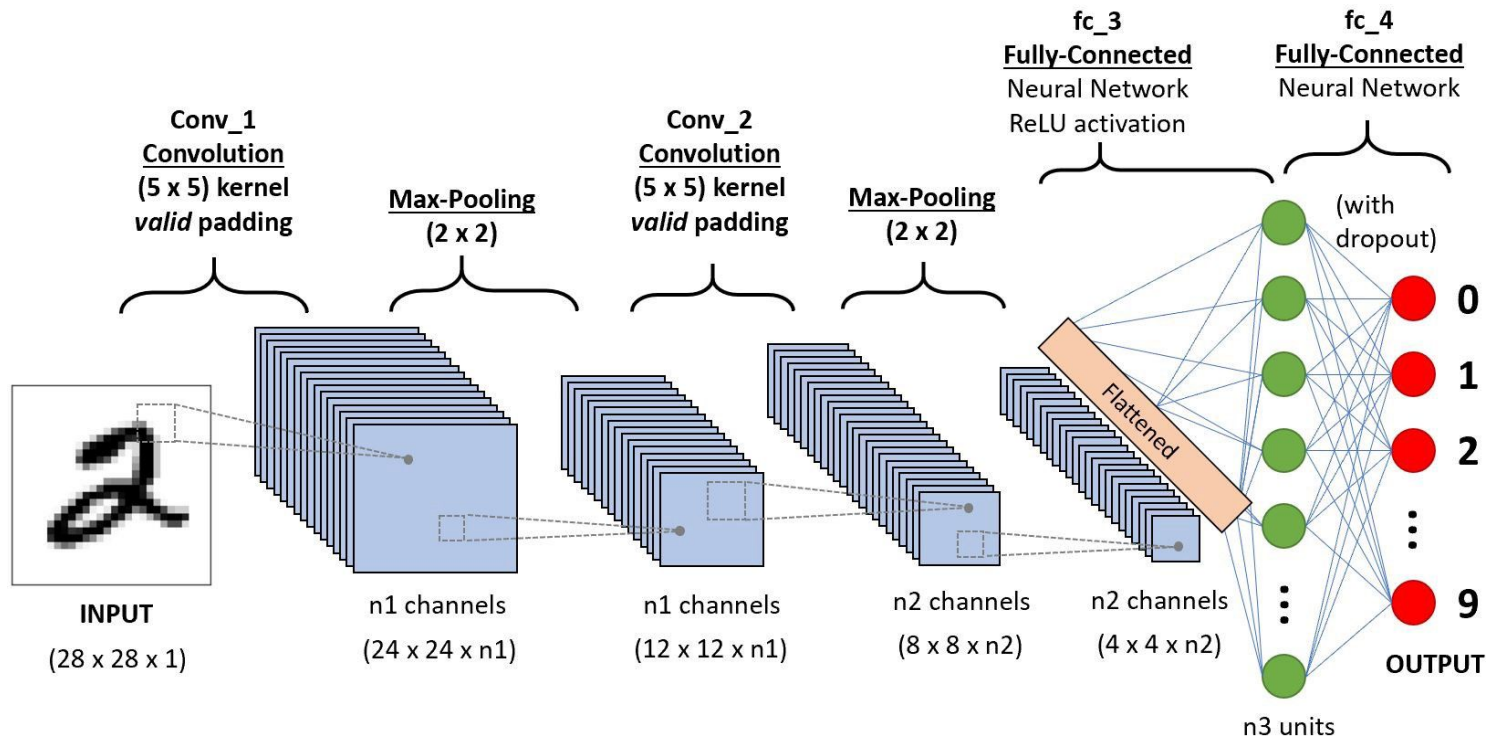 Conv_1
Convolution
(5 x 5) kernel
valid padding
Max-Pooling
(2 x 2)
Conv_2
Convolution
(5 x 5) kernel
valid padding
Max-Pooling
(2 x 2)
fc_3
Fully-Connected
Neural Network
ReLU activation
fc_4
Fully-Connected
Neural Network
(with
dropout)
INPUT
(28 x 28 x 1)
n1 channels
(24 x 24 x n1)
n1 channels
(12 x 12 x n1)
n2 channels
(8 x 8 x n2)
n2 channels
(4 x 4 x n2)
Flattened
n3 units
0
1
2
9
OUTPUT